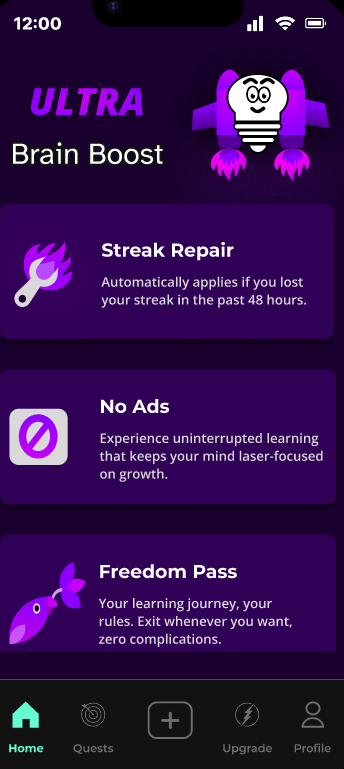 12:00
ULTRA
Brain Boost
Streak Repair
Automatically applies if you lost
your streak in the past 48 hours.
No Ads
Experience uninterrupted learning
that keeps your mind laser-focused
on growth.
Freedom Pass
Your learning journey, your
rules. Exit whenever you want,
zero complications.
Home Quests Upgrade Profile